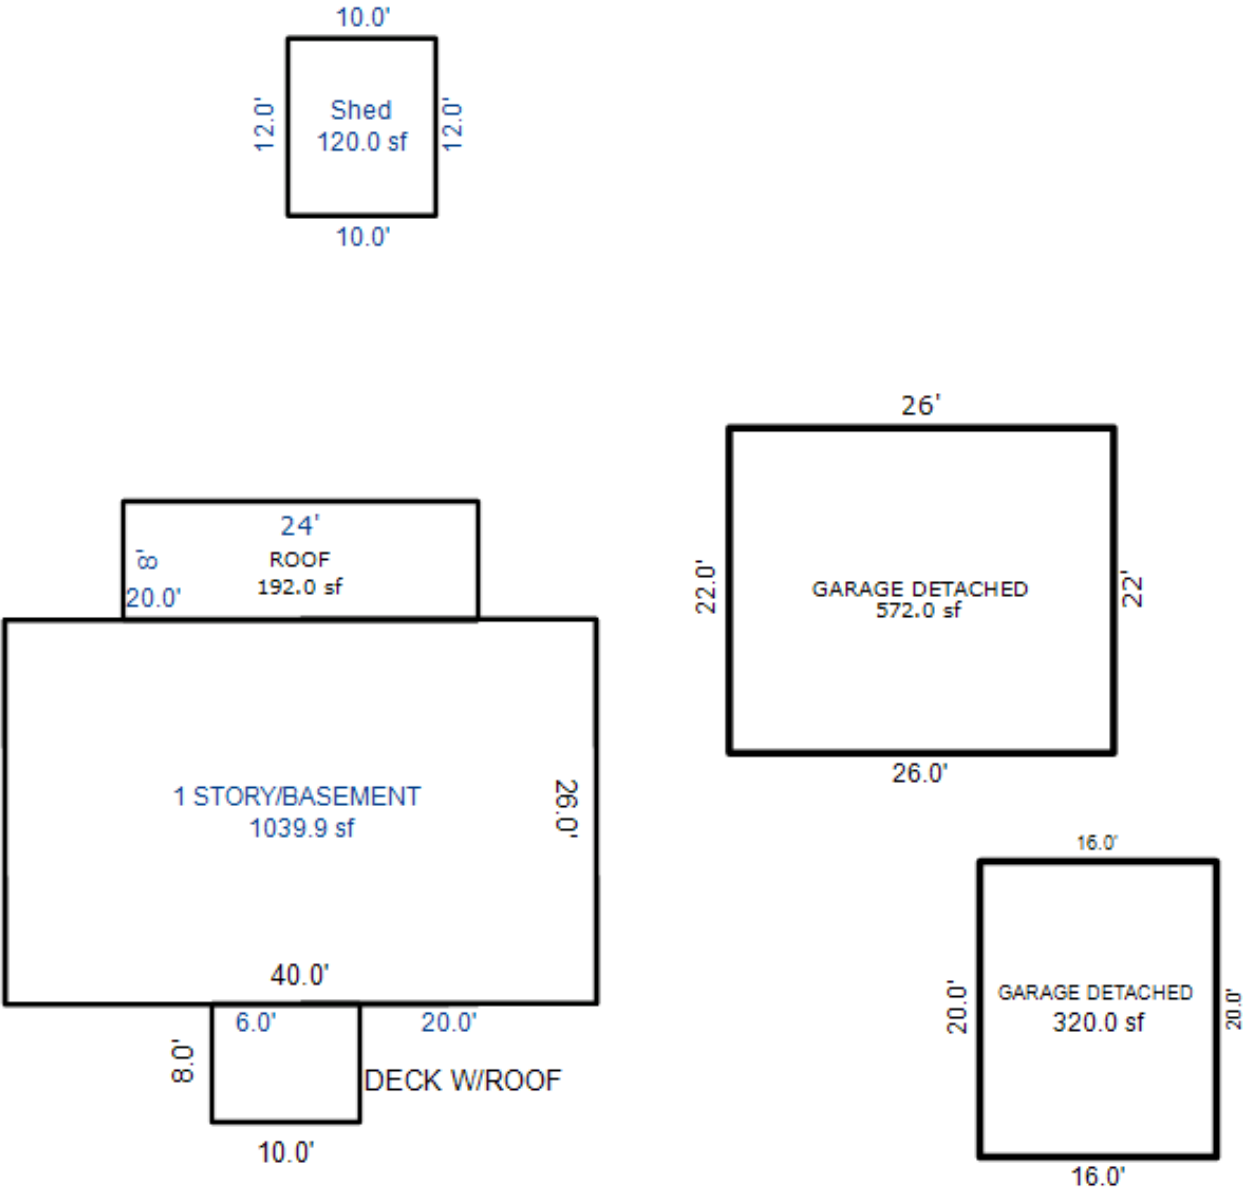 10.0'
12.0'
Shed
120.0 sf
12.0'
10.0'
26'
22.0'
GARAGE DETACHED
572.0 sf
22'
26.0'
24'
8'
ROOF
192.0 sf
20.0'
1 STORY/BASEMENT
1039.9 sf
26.0'
40.0'
6.0'
20.0'
8.0'
DECK W/ROOF
10.0'
16.0'
20.0'
GARAGE DETACHED
320.0 sf
20.0'
16.0'